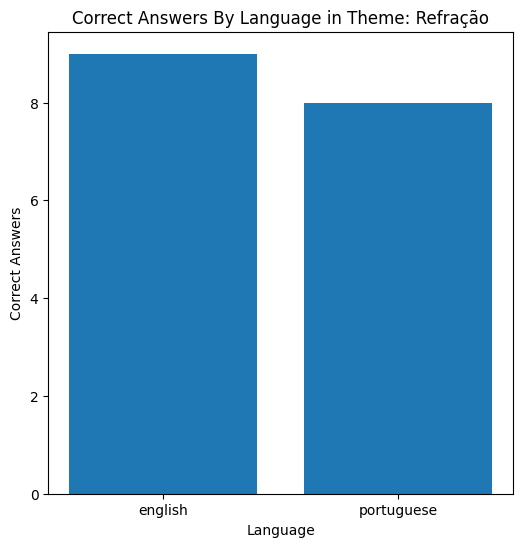 Correct Answers By Language in Theme: Refração
Correct Answers
8
6
4
2
0
english portuguese
Language